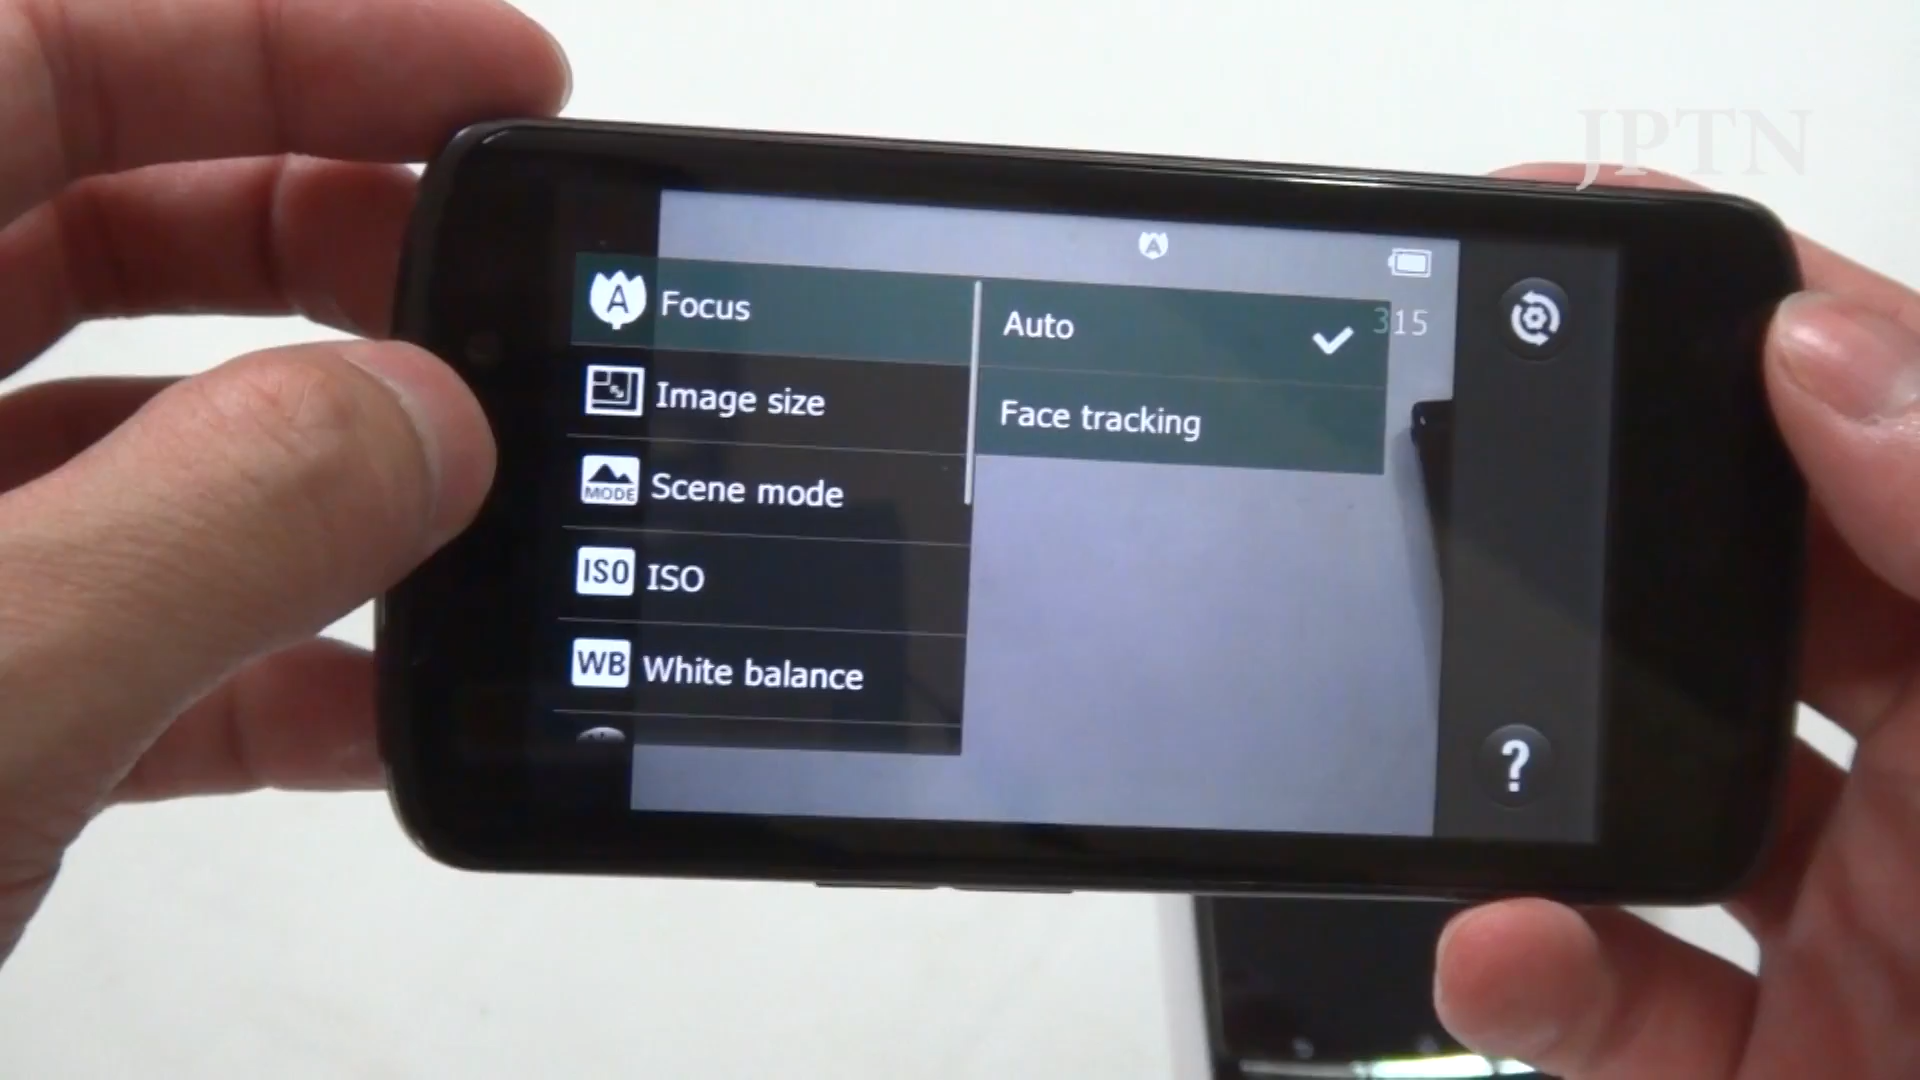 JPTN
A
A Focus
Auto
315
Image size
Face tracking
MODE Scene mode
ISO ISO
WB White balance
?